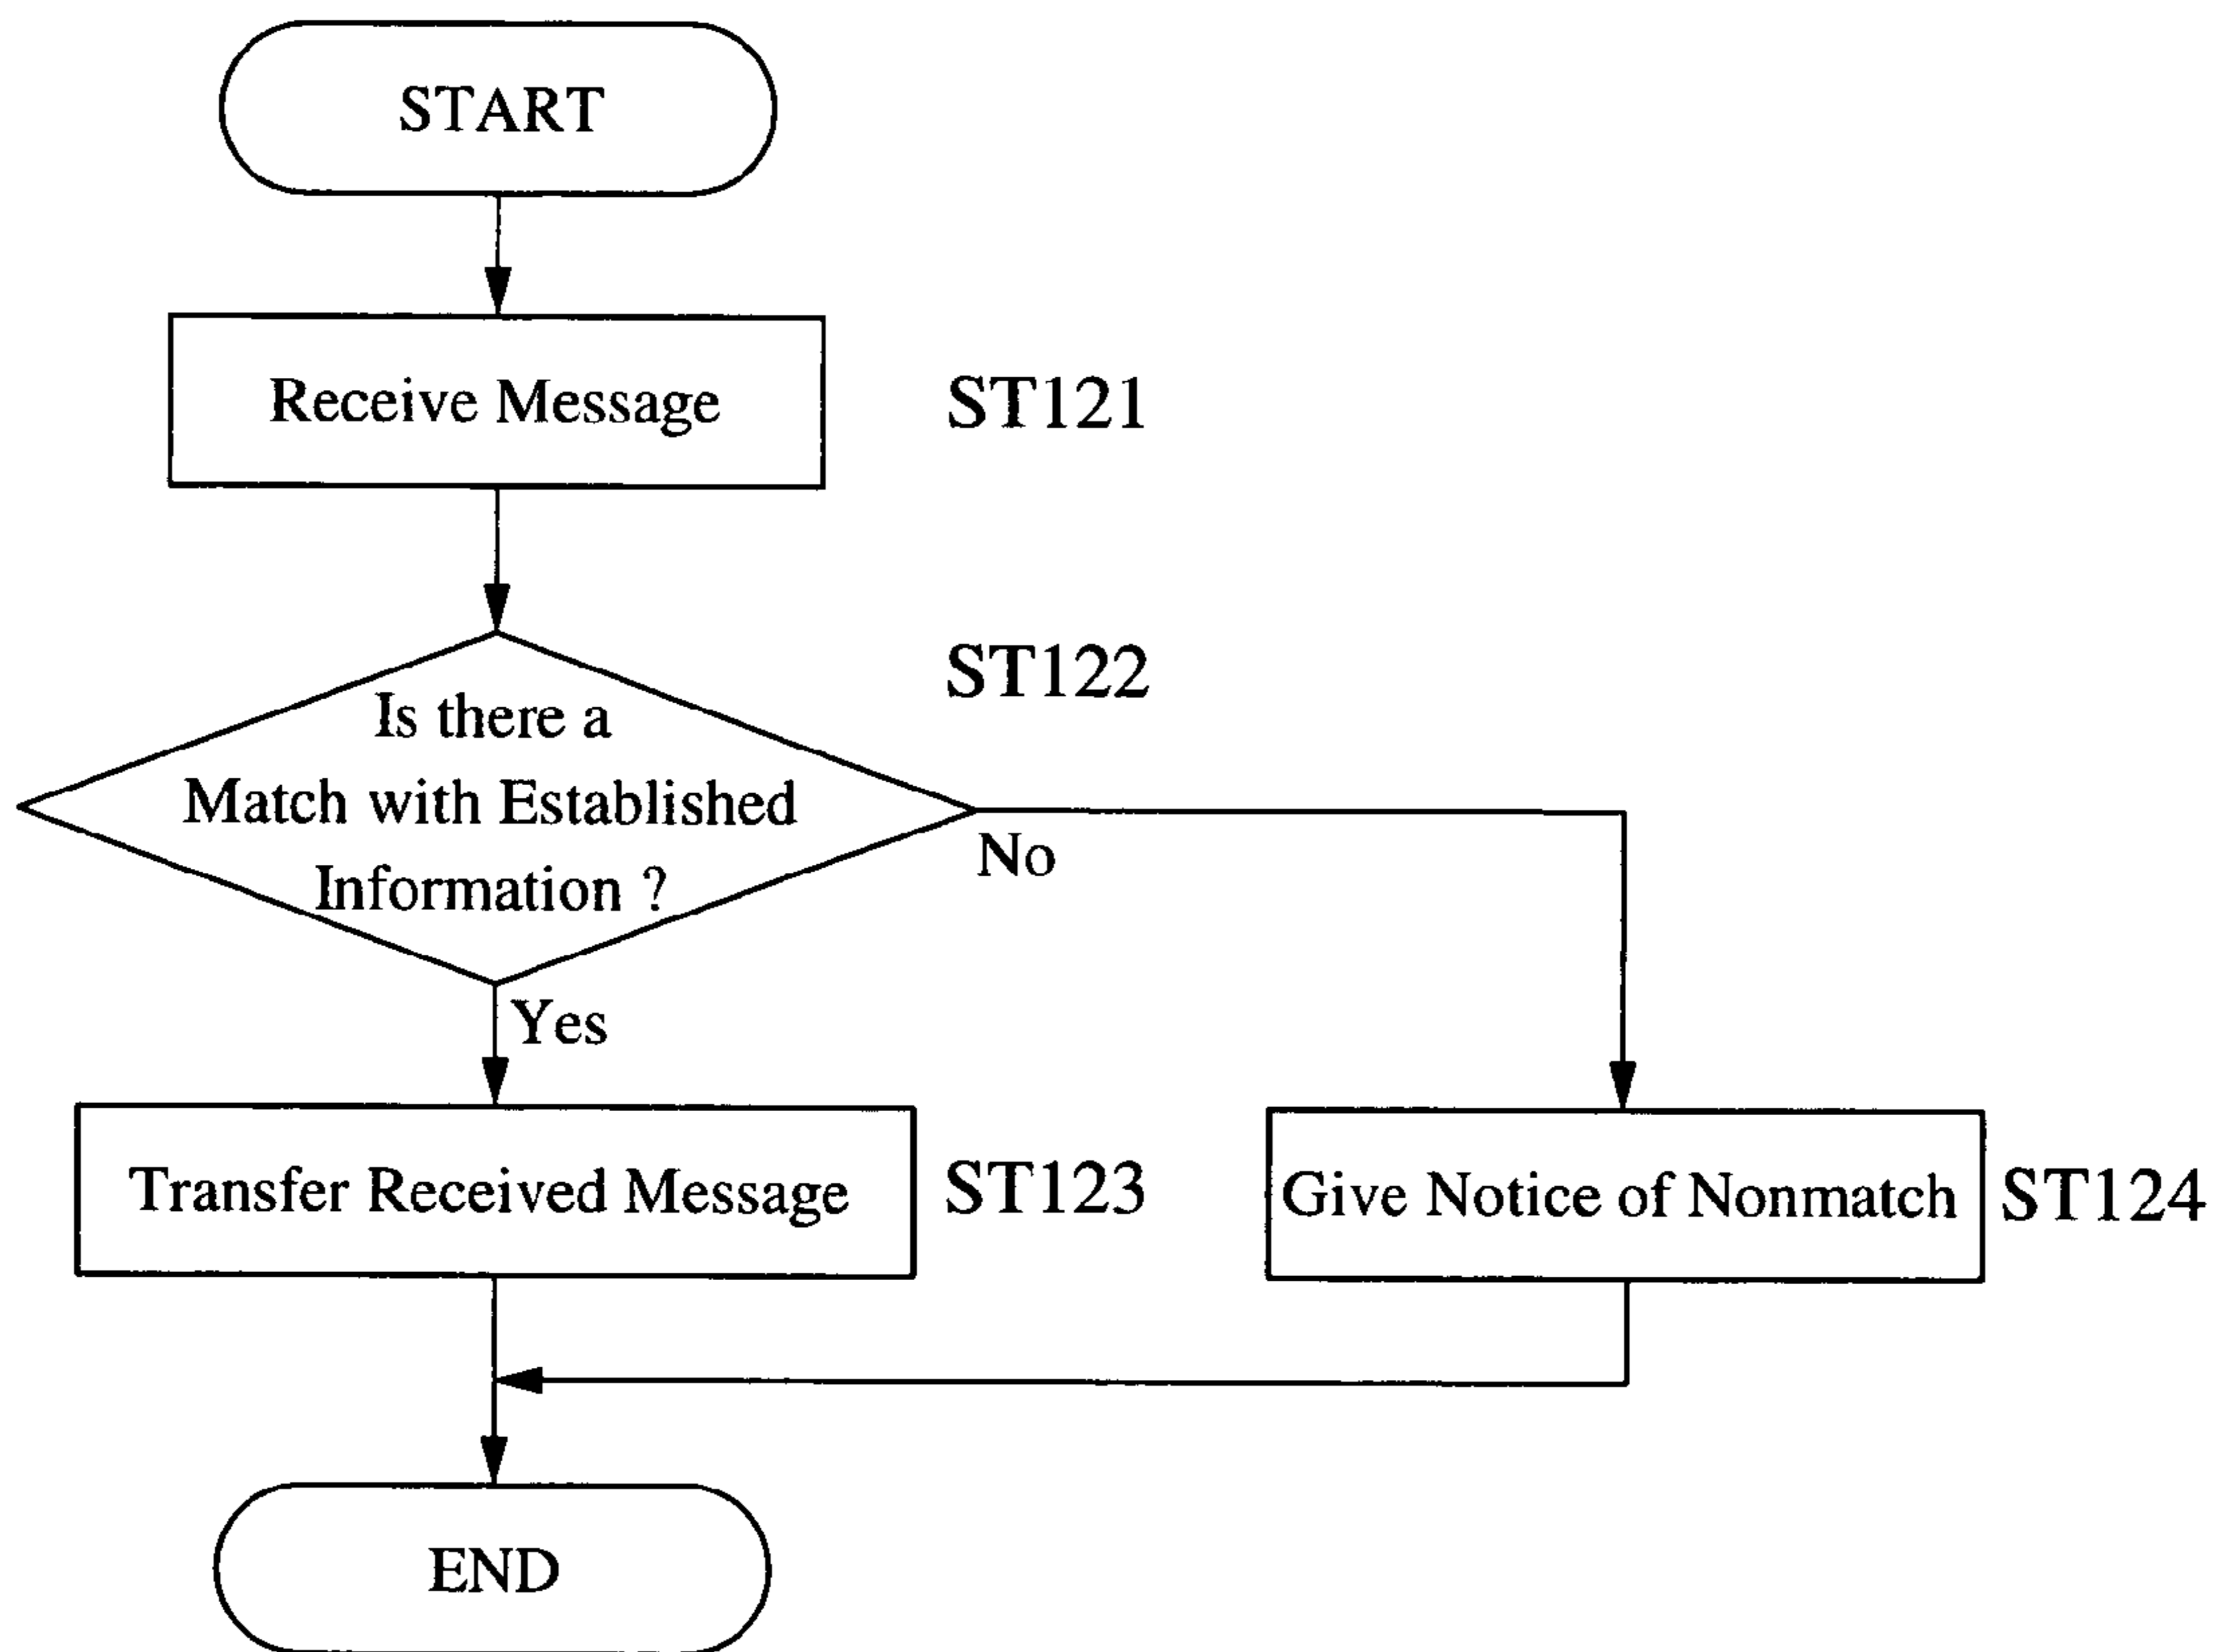 START
Receive Message
ST121
ST122
Is there a
Match with Established
Information ?
No
Yes
Transfer Received Message
ST123
Give Notice of Nonmatch
ST124
END